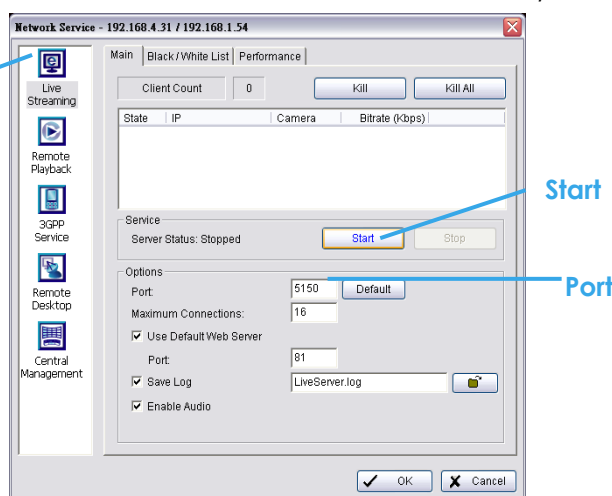 Network Service - 192.168.4.31 / 192.168.1.54
Live
Streaming
Remote
Playback
3GPP
Service
Remote
Desktop
Central
Management
Main Black / White List Performance
Client Count 0 Kill Kill All
State IP Camera Bitrate (Kbps)
Service
Server Status: Stopped Start Stop
Start
Options
Port: 5150 Default
Port
Maximum Connections: 16
Use Default Web Server
Port: 81
Save Log LiveServer.log
Enable Audio
OK Cancel